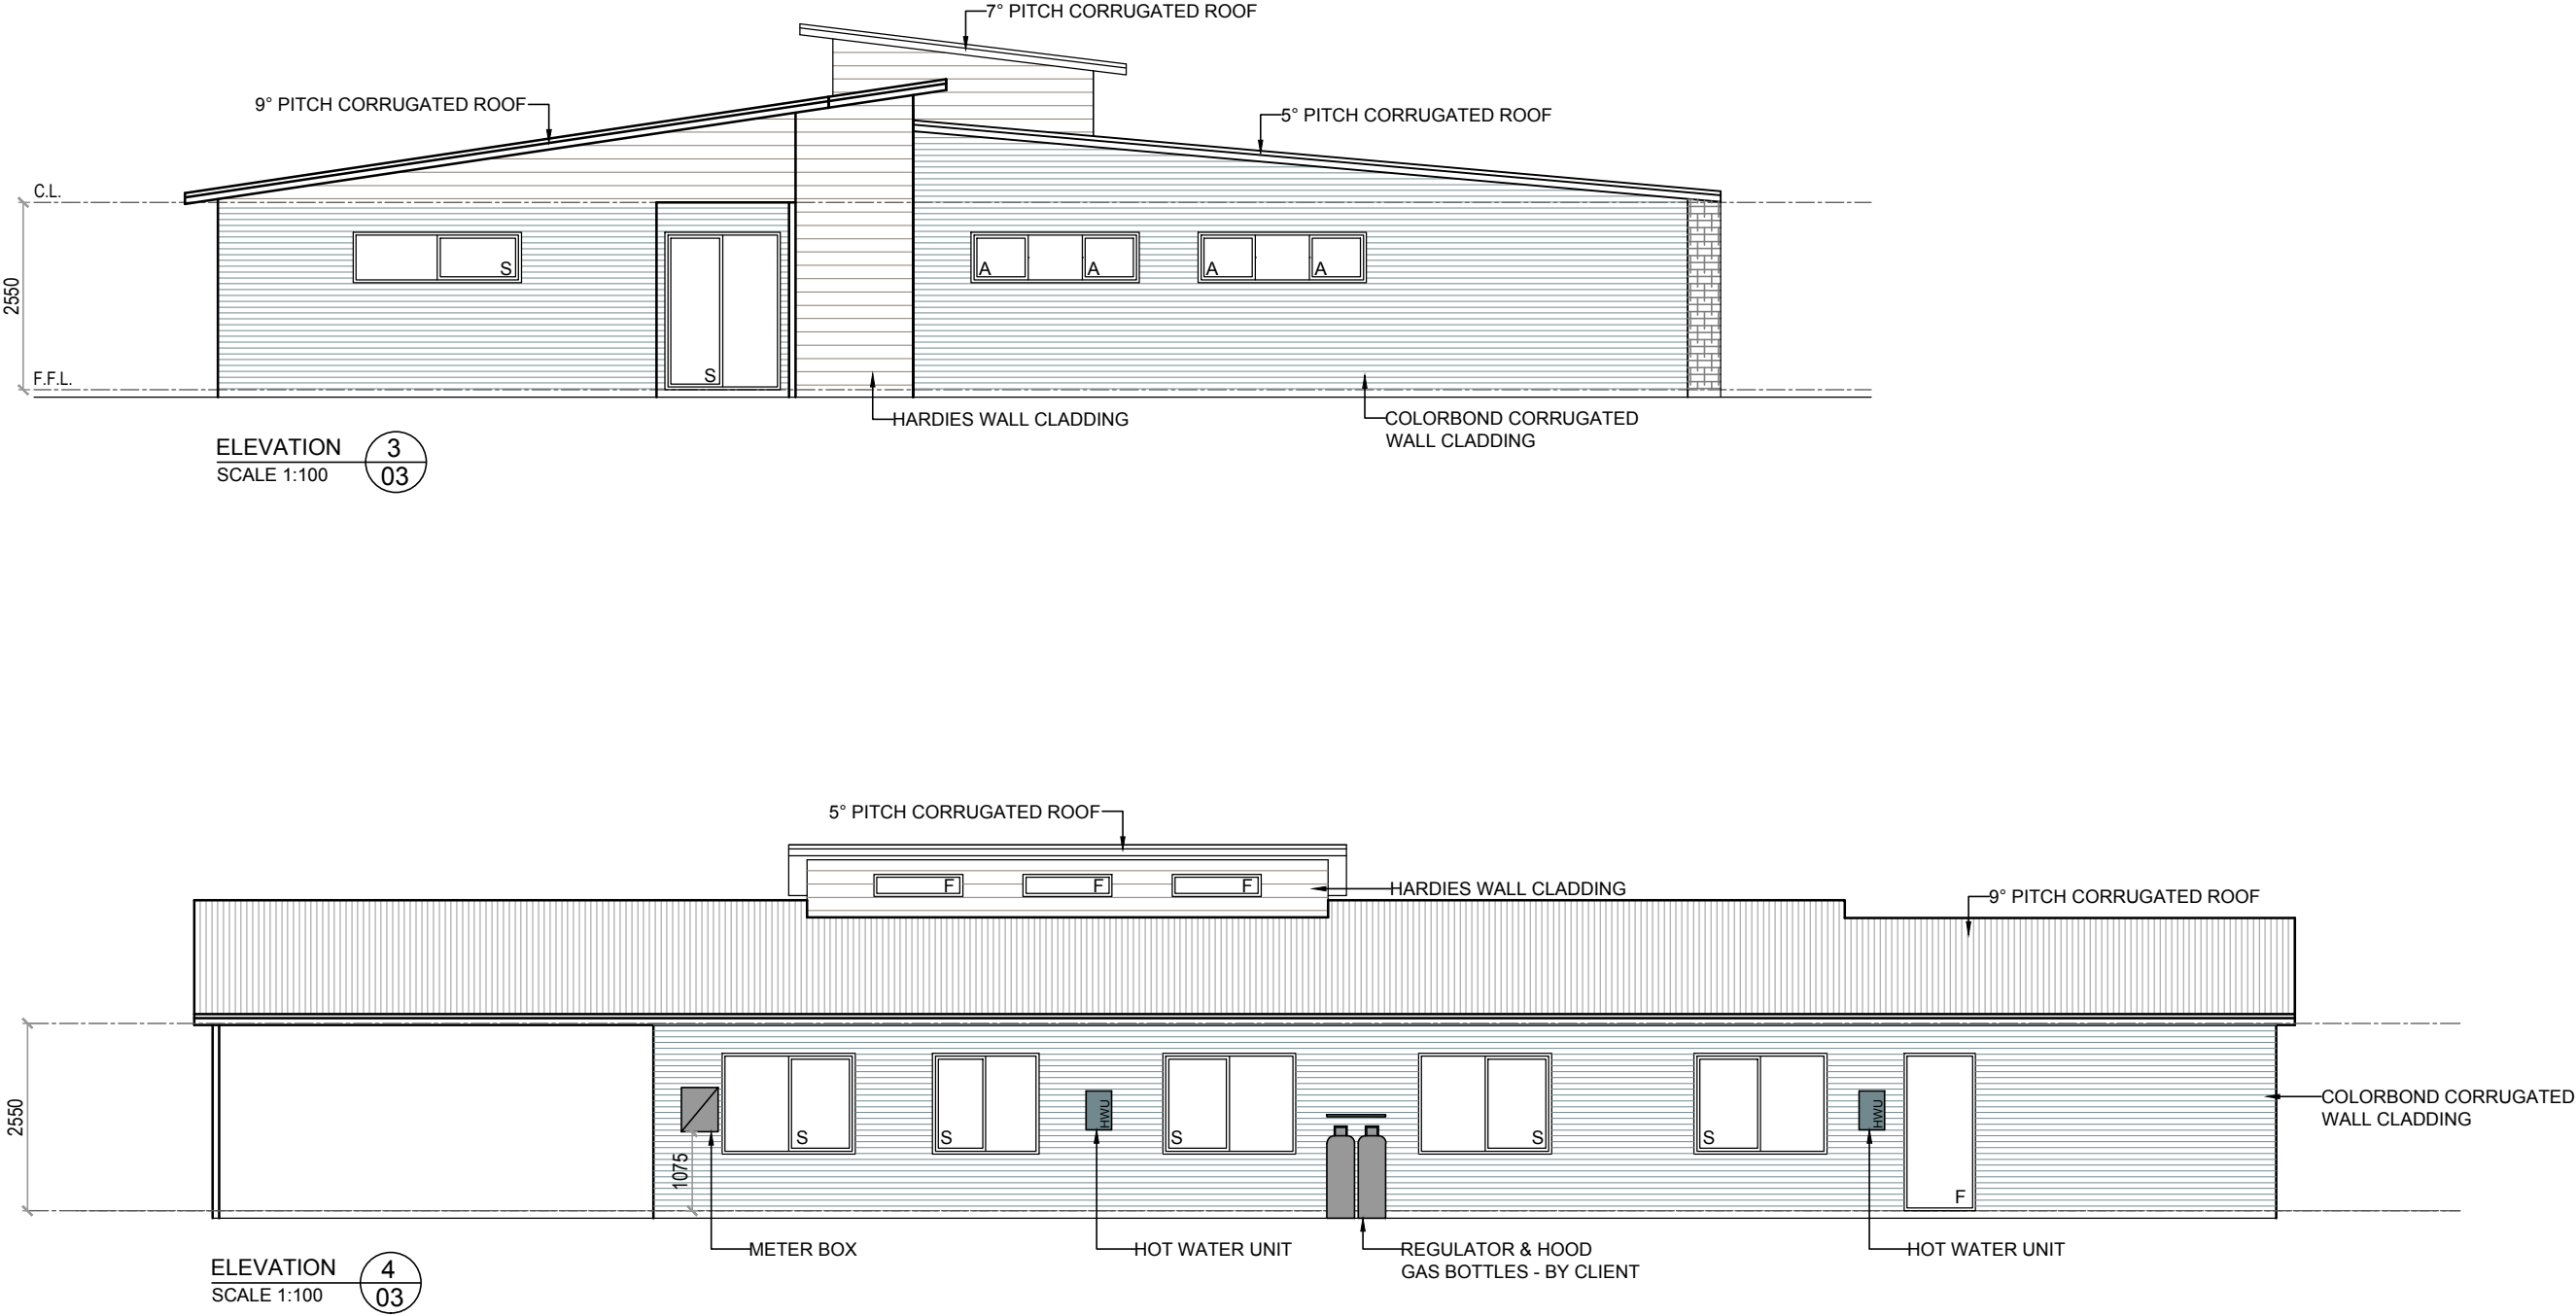 7° PITCH CORRUGATED ROOF
9° PITCH CORRUGATED ROOF
5° PITCH CORRUGATED ROOF
C.L.
2550
S
A
A
A
A
S
F.F.L.
HARDIES WALL CLADDING
COLORBOND CORRUGATED
WALL CLADDING
ELEVATION
3
SCALE 1:100
03
5° PITCH CORRUGATED ROOF
F
F
F
HARDIES WALL CLADDING
9° PITCH CORRUGATED ROOF
2550
1075
S
S
HWU
S
S
S
HWU
F
COLORBOND CORRUGATED
WALL CLADDING
METER BOX
HOT WATER UNIT
REGULATOR & HOOD
GAS BOTTLES - BY CLIENT
HOT WATER UNIT
ELEVATION
4
SCALE 1:100
03